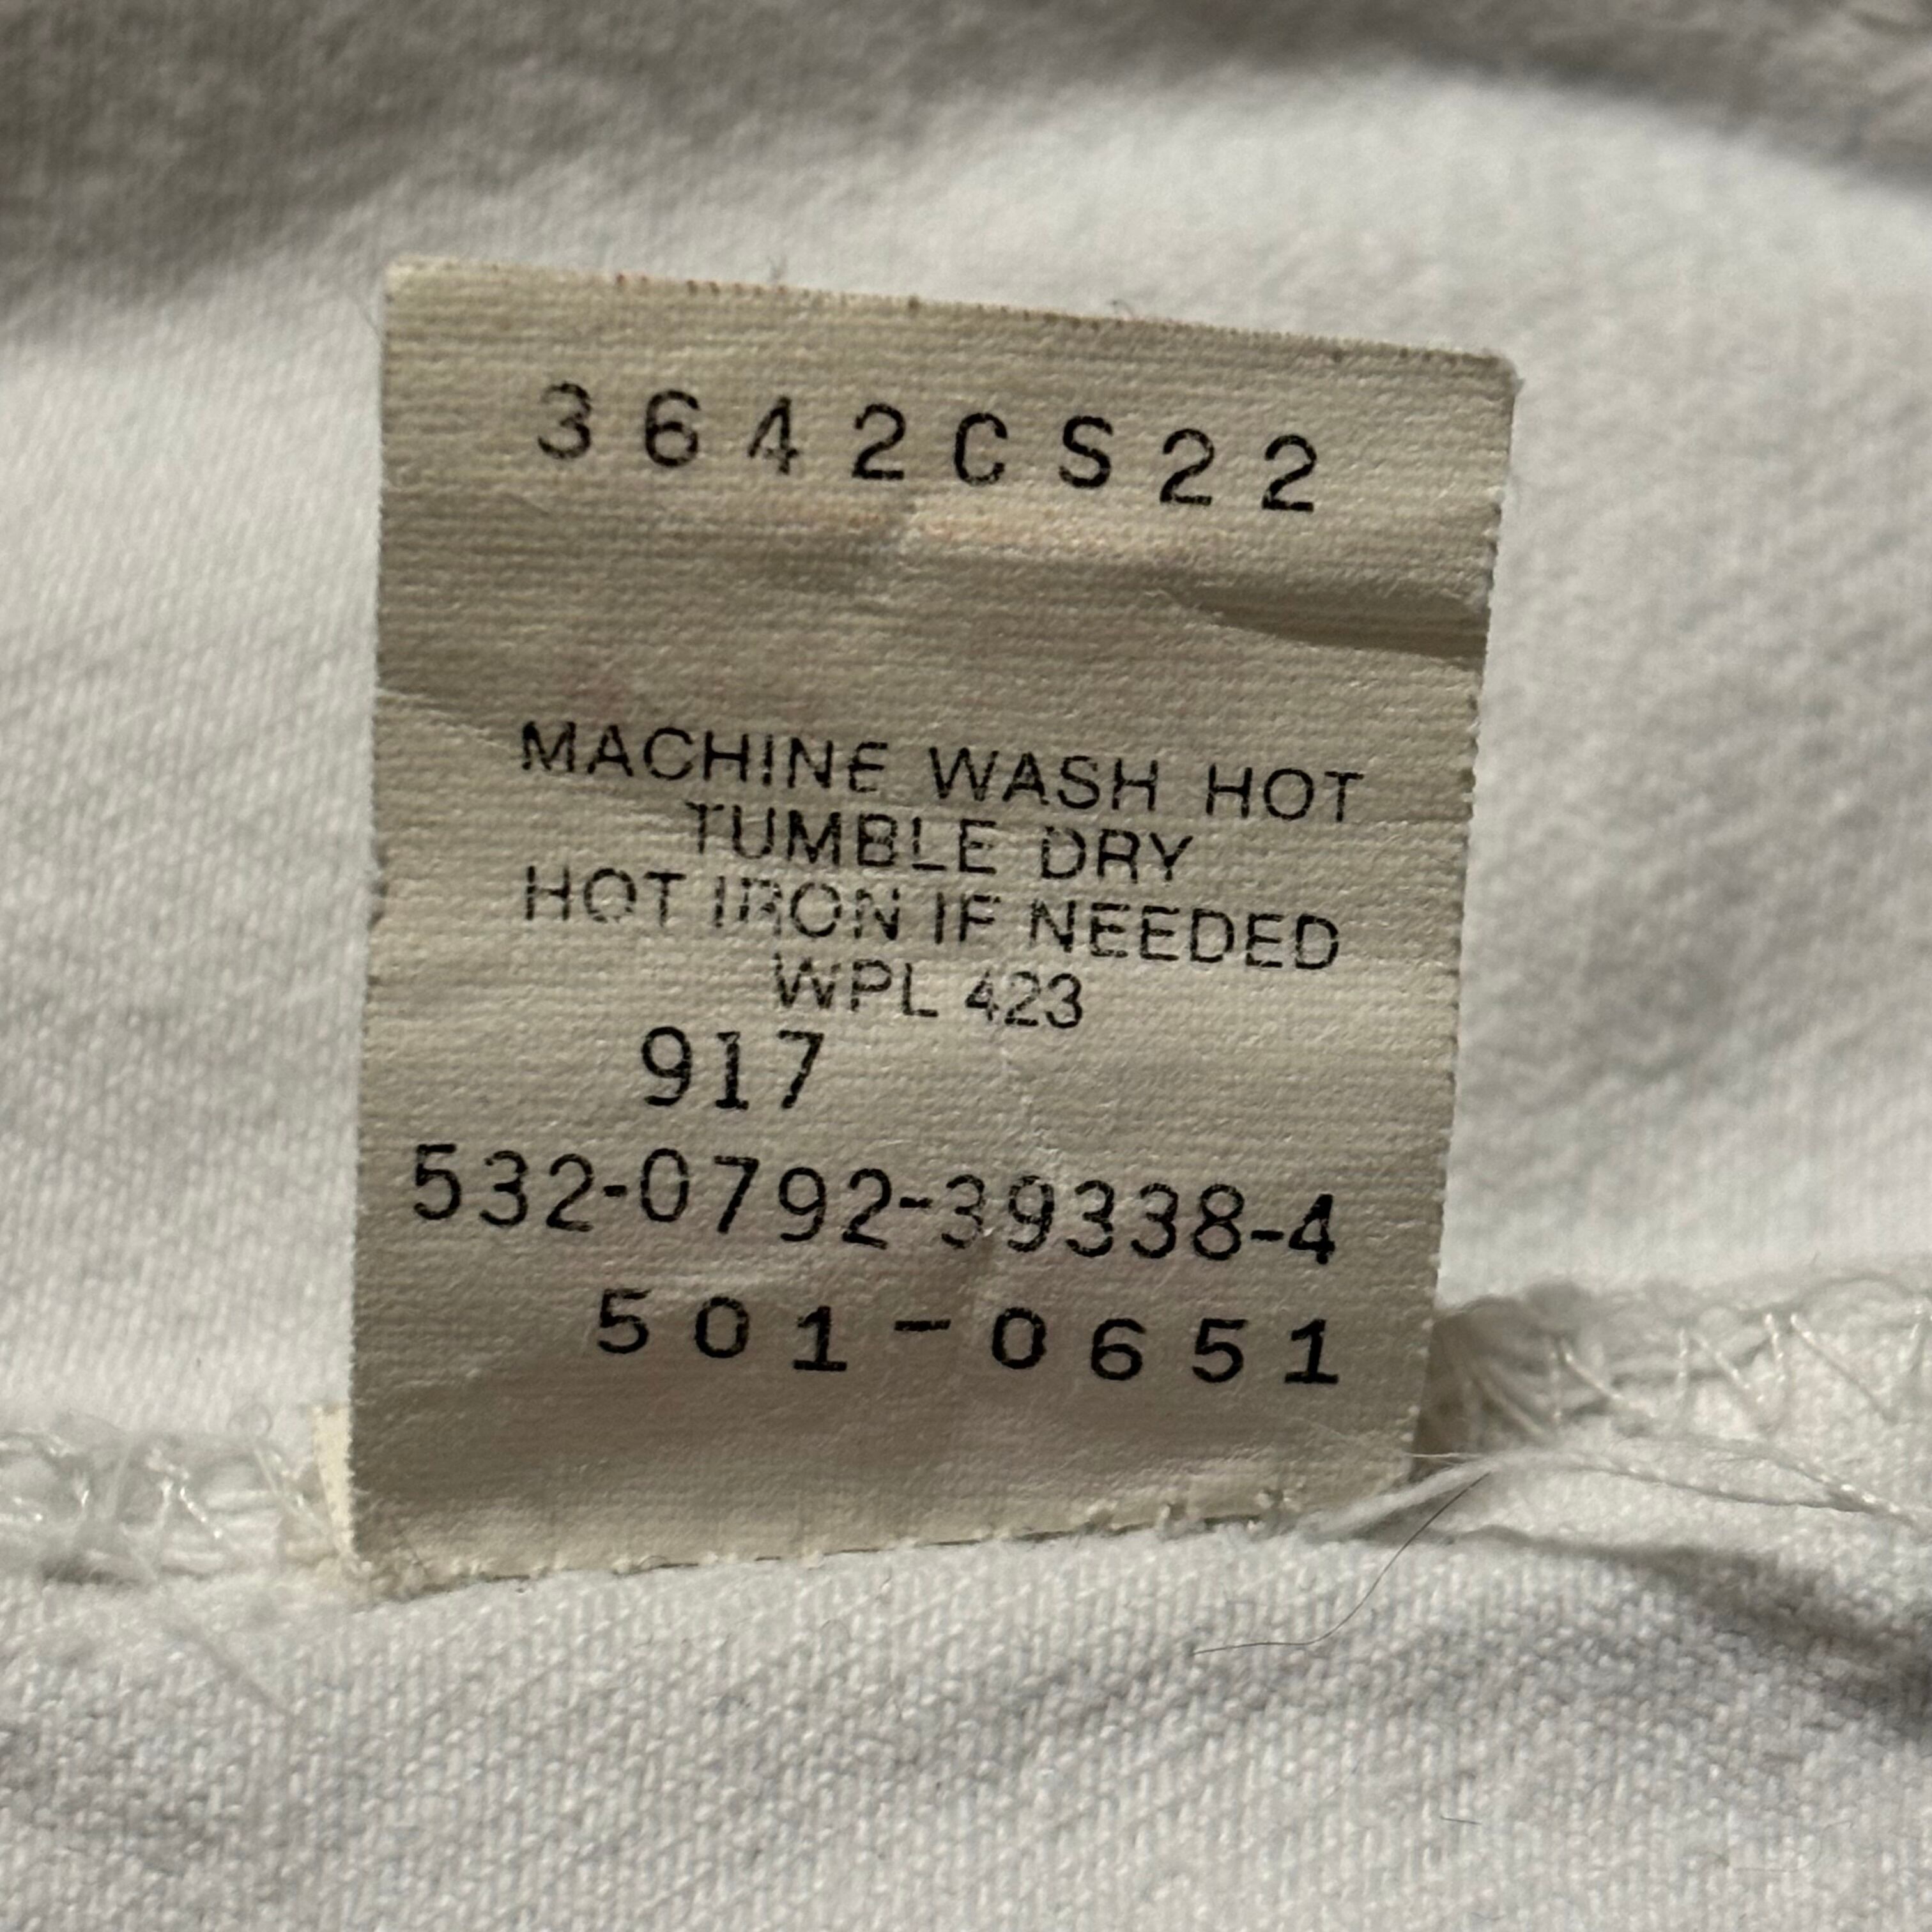 3642CS22
MACHINE WASH HOT
TUMBLE DRY
HOT IRON IF NEEDED
WPL 423
917
532-0792-39338-4
501-0651